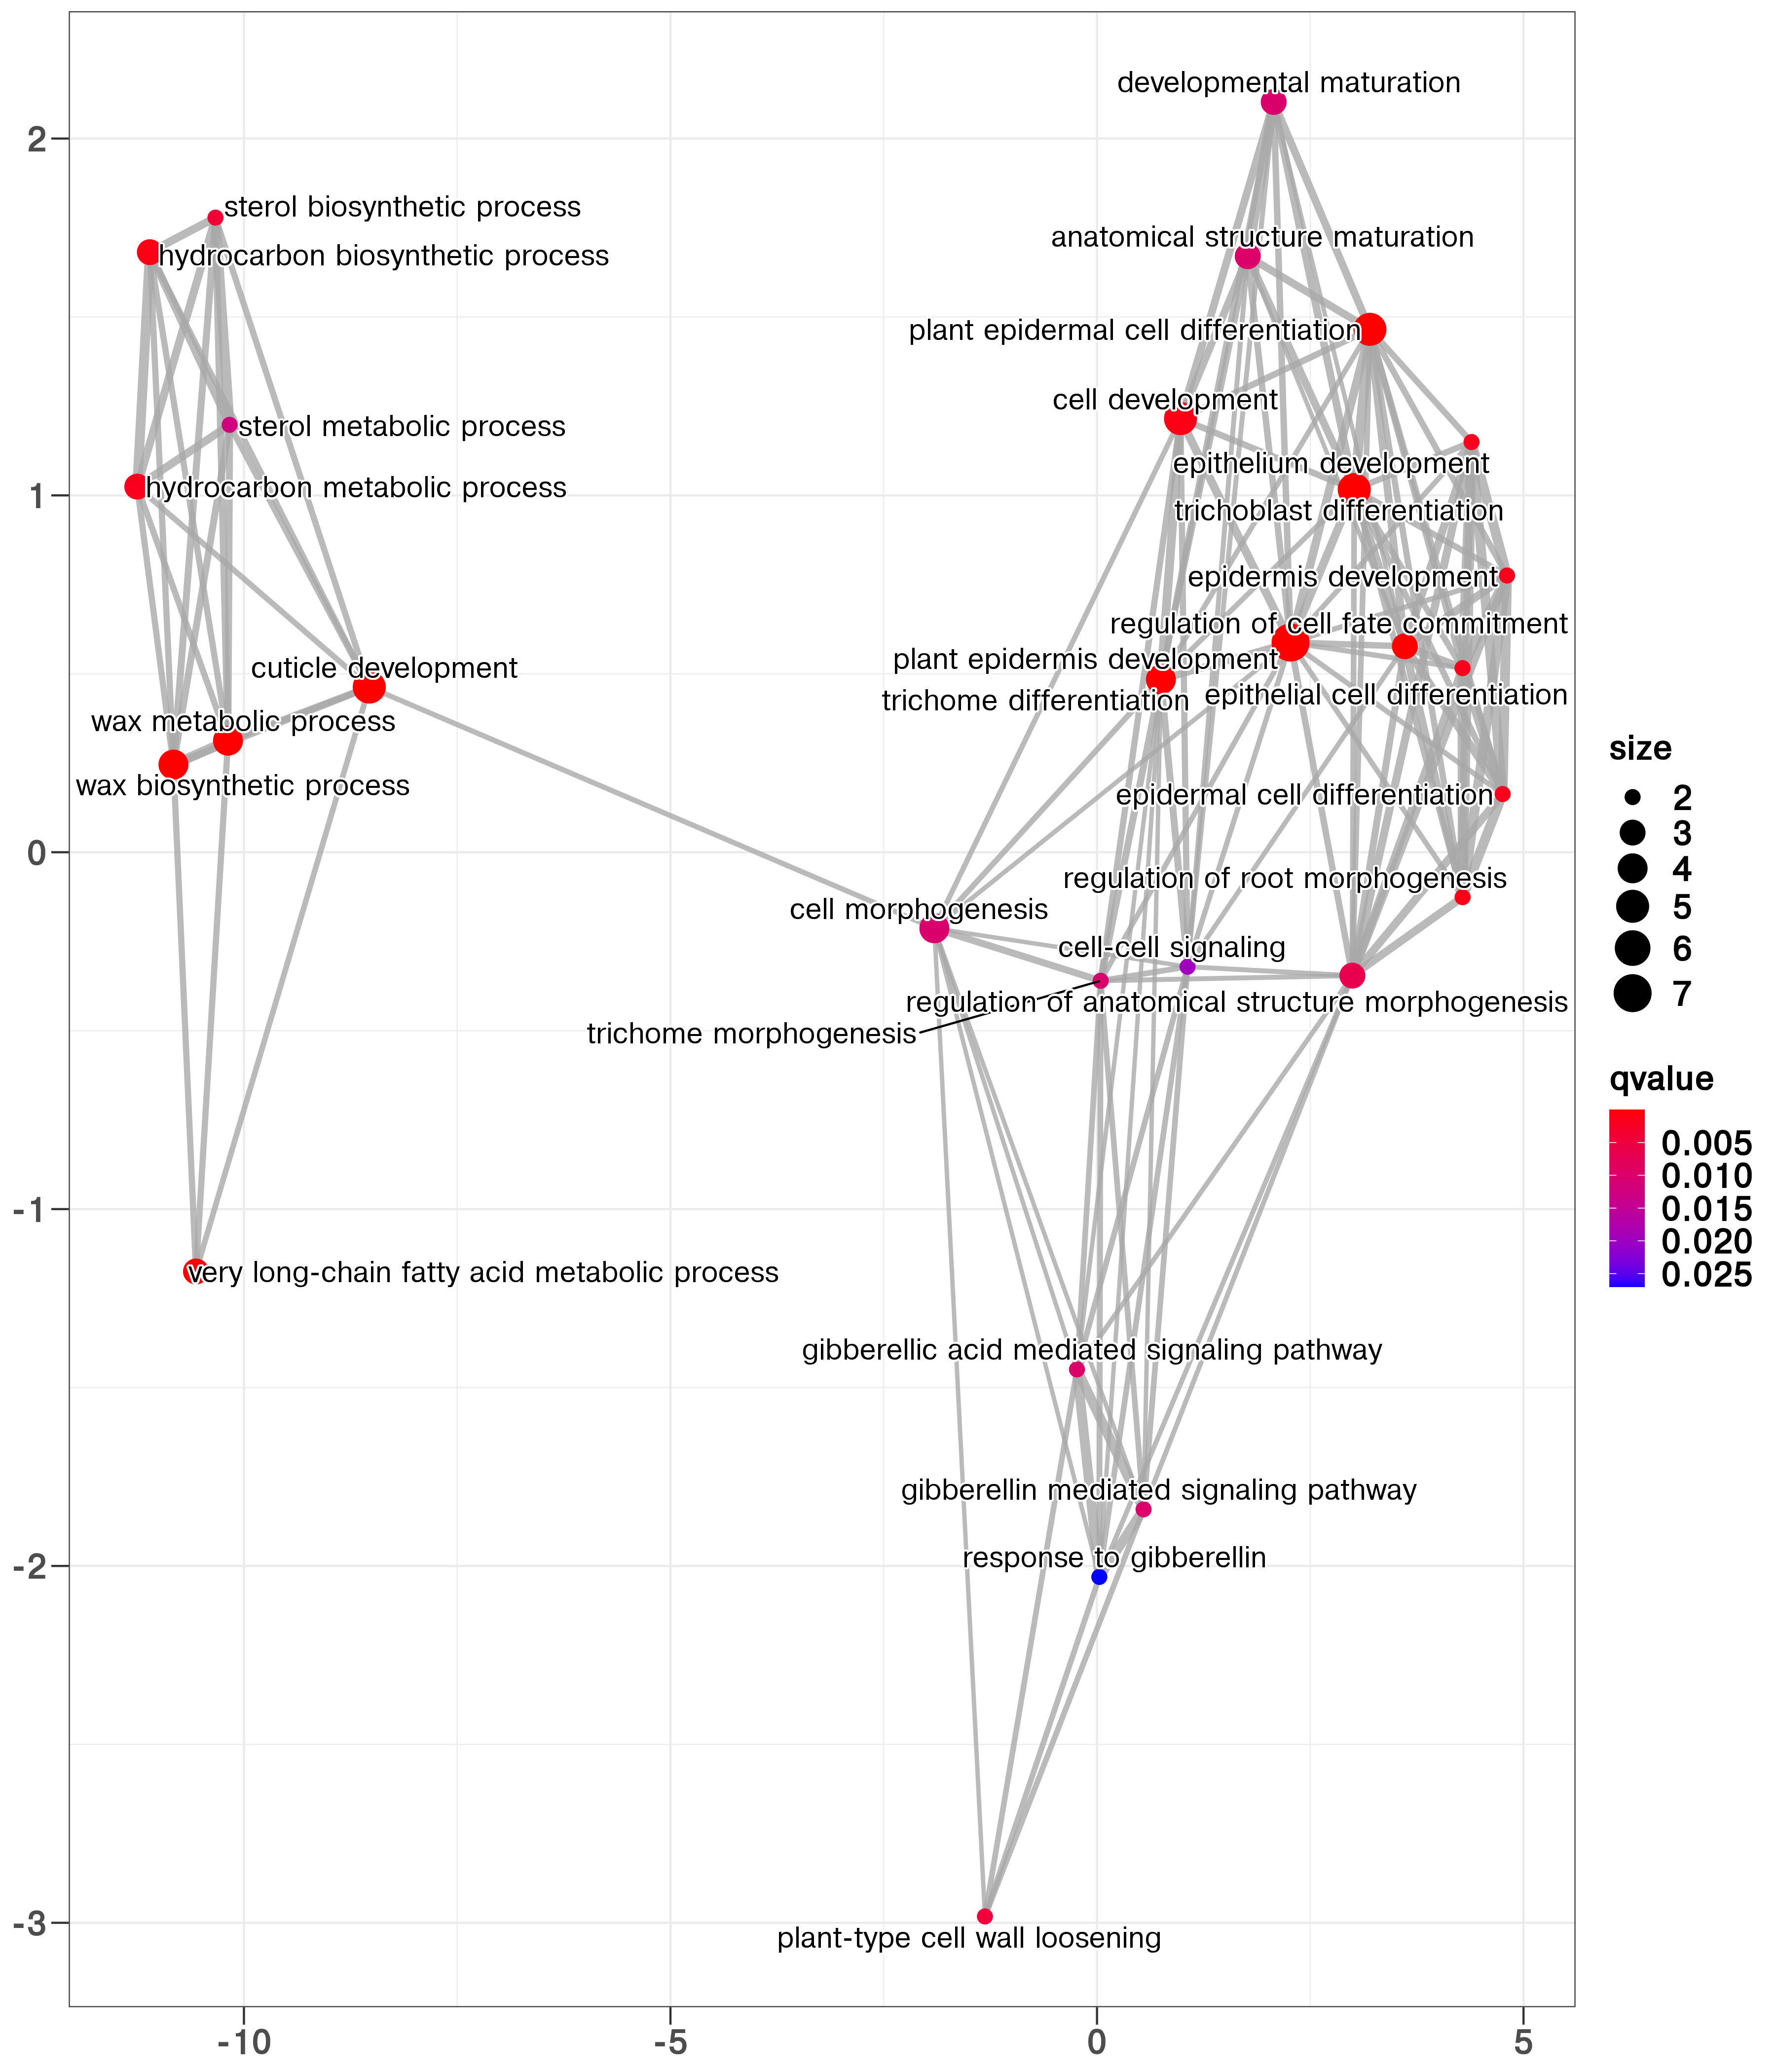 developmental maturation
2
sterol biosynthetic process
anatomical structure maturation
hydrocarbon biosynthetic process
plant epidermal cell differentiation
cell development
sterol metabolic process
epithelium development
1
hydrocarbon metabolic process
trichoblast differentiation
epidermis development
regulation of cell fate commitment
plant epidermis development
cuticle development
trichome differentiation
epithelial cell differentiation
wax metabolic process
wax biosynthetic process
epidermal cell differentiation
0
regulation of root morphogenesis
cell morphogenesis
cell-cell signaling
regulation of anatomical structure morphogenesis
trichome morphogenesis
-1
very long-chain fatty acid metabolic process
gibberellic acid mediated signaling pathway
gibberellin mediated signaling pathway
response to gibberellin
-2
-3
plant-type cell wall loosening
-10
-5
0
5
size
2
3
4
5
6
7
qvalue
0.005
0.010
0.015
0.020
0.025